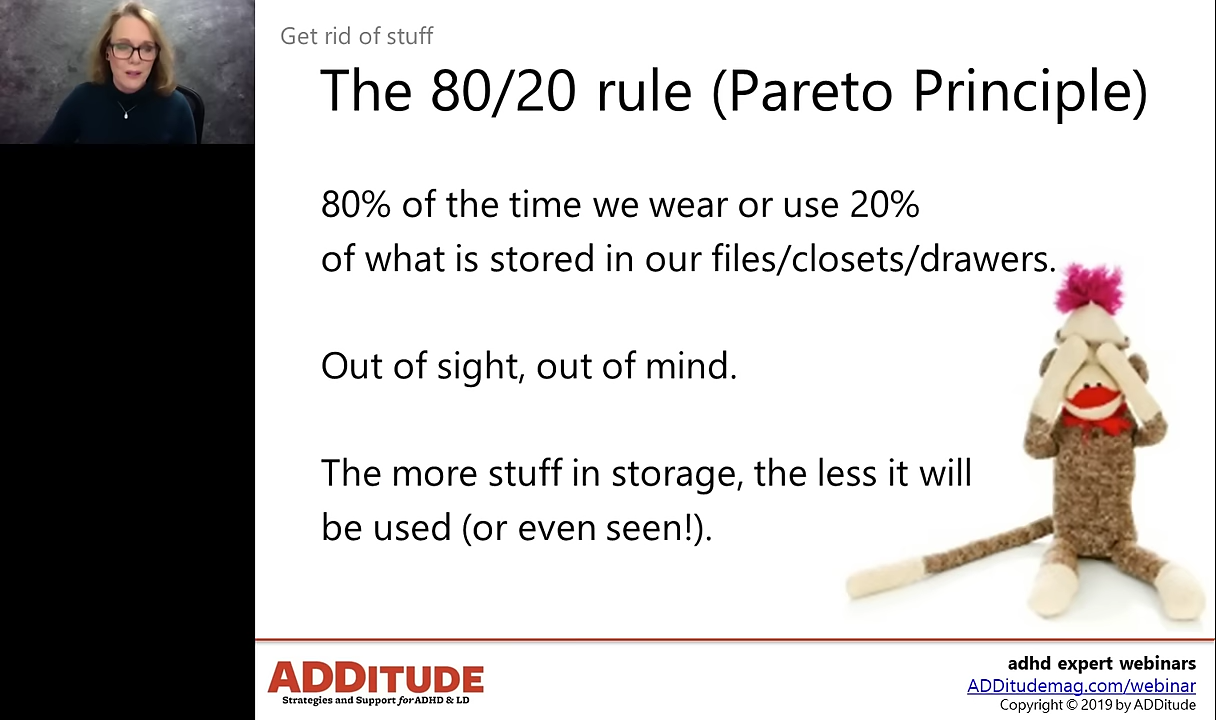 Get rid of stuff
The 80/20 rule (Pareto Principle)
80% of the time we wear or use 20%
of what is stored in our files/closets/drawers.
Out of sight, out of mind.
The more stuff in storage, the less it will
be used (or even seen!).
ADDITUDE
Strategies and Support for ADHD & LD
adhd expert webinars
ADDitudemag.com/webinar
Copyright © 2019 by ADDitude